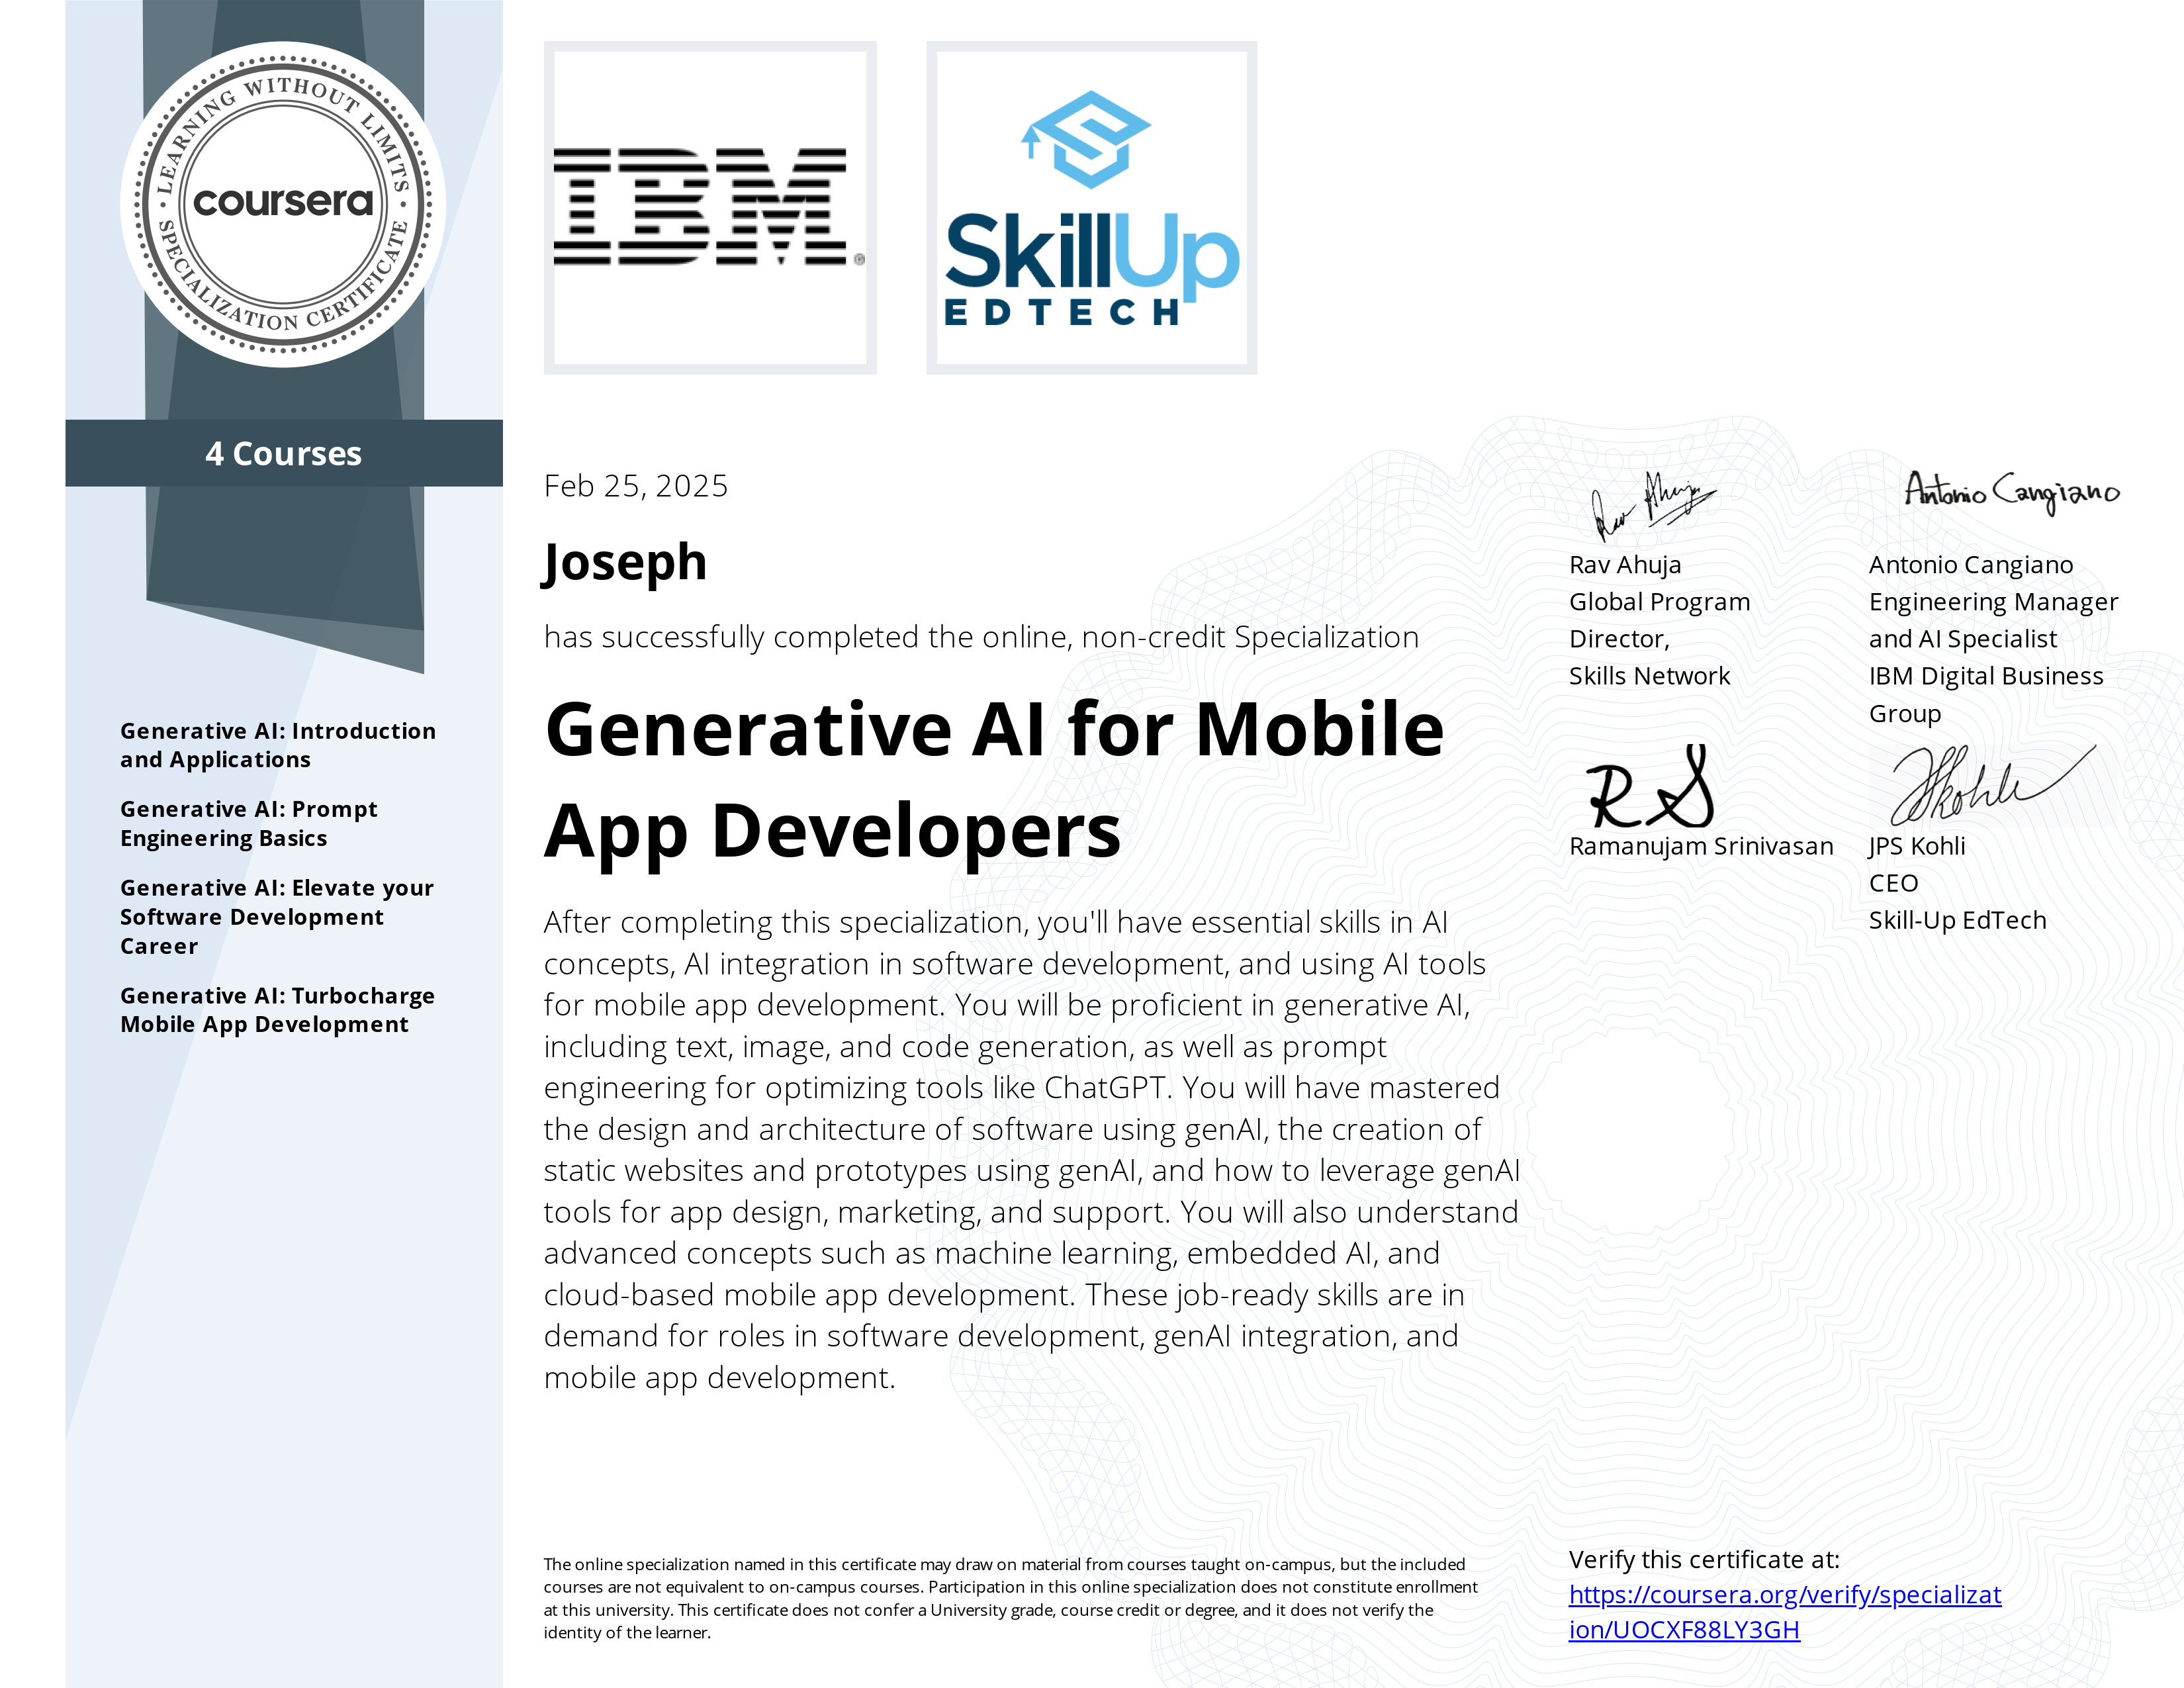 LEARNING WITHOUT LIMITS
coursera
SPECIALIZATION CERTIFICATE
4 Courses
Generative AI: Introduction
and Applications
Generative AI: Prompt
Engineering Basics
Generative AI: Elevate your
Software Development
Career
Generative AI: Turbocharge
Mobile App Development
IBM
SkillUp
EDTECH
Feb 25, 2025
Joseph
has successfully completed the online, non-credit Specialization
Generative AI for Mobile
App Developers
After completing this specialization, you'll have essential skills in AI
concepts, AI integration in software development, and using AI tools
for mobile app development. You will be proficient in generative AI,
including text, image, and code generation, as well as prompt
engineering for optimizing tools like ChatGPT. You will have mastered
the design and architecture of software using genAI, the creation of
static websites and prototypes using genAI, and how to leverage genAI
tools for app design, marketing, and support. You will also understand
advanced concepts such as machine learning, embedded AI, and
cloud-based mobile app development. These job-ready skills are in
demand for roles in software development, genAI integration, and
mobile app development.
Rav Ahuja
Rav Ahuja
Global Program
Director,
Skills Network
Antonio Cangiano
Antonio Cangiano
Engineering Manager
and AI Specialist
IBM Digital Business
Group
RS
Ramanujam Srinivasan
JPS Kohli
CEO
Skill-Up EdTech
The online specialization named in this certificate may draw on material from courses taught on-campus, but the included
courses are not equivalent to on-campus courses. Participation in this online specialization does not constitute enrollment
at this university. This certificate does not confer a University grade, course credit or degree, and it does not verify the
identity of the learner.
Verify this certificate at:
https://coursera.org/verify/specializat
ion/UOCXF88LY3GH